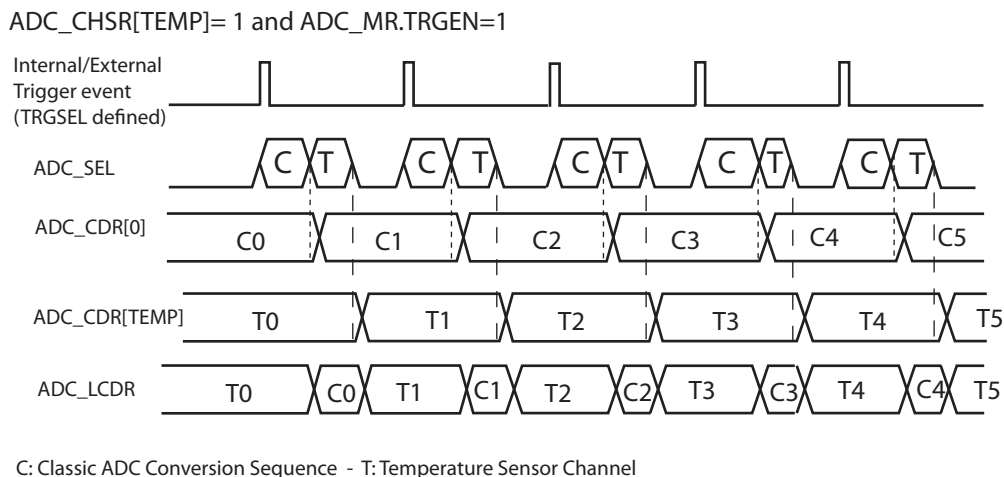 ADC_CHSR[TEMP]= 1 and ADC_MR.TRGEN=1
Internal/External
Trigger event
(TRGSEL defined)
ADC_SEL C T C T C T C T C T
ADC_CDR[0] C0 C1 C2 C3 C4 C5
ADC_CDR[TEMP] T0 T1 T2 T3 T4 T5
ADC_LCDR T0 C0 T1 C1 T2 C2 T3 C3 T4 C4 T5
C: Classic ADC Conversion Sequence - T: Temperature Sensor Channel